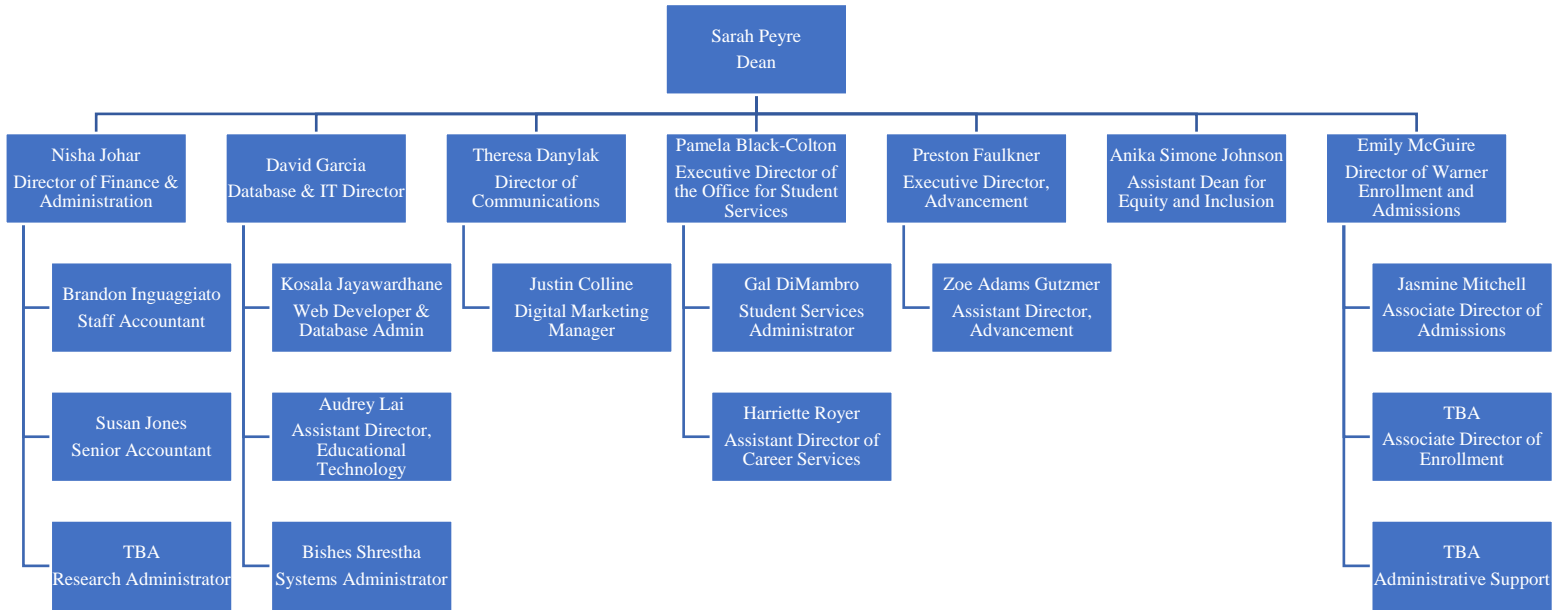 Sarah Peyre
Dean
Nisha Johar
Director of Finance &
Administration
David Garcia
Database & IT Director
Theresa Danylak
Director of
Communications
Pamela Black-Colton
Executive Director of
the Office for Student
Services
Preston Faulkner
Executive Director,
Advancement
Anika Simone Johnson
Assistant Dean for
Equity and Inclusion
Emily McGuire
Director of Warner
Enrollment and
Admissions
Brandon Inguaggiato
Staff Accountant
Kosala Jayawardhane
Web Developer &
Database Admin
Justin Colline
Digital Marketing
Manager
Gal DiMambro
Student Services
Administrator
Zoe Adams Gutzmer
Assistant Director,
Advancement
Jasmine Mitchell
Associate Director of
Admissions
Susan Jones
Senior Accountant
Audrey Lai
Assistant Director,
Educational
Technology
Harriette Royer
Assistant Director of
Career Services
TBA
Associate Director of
Enrollment
TBA
Research Administrator
Bishes Shrestha
Systems Administrator
TBA
Administrative Support